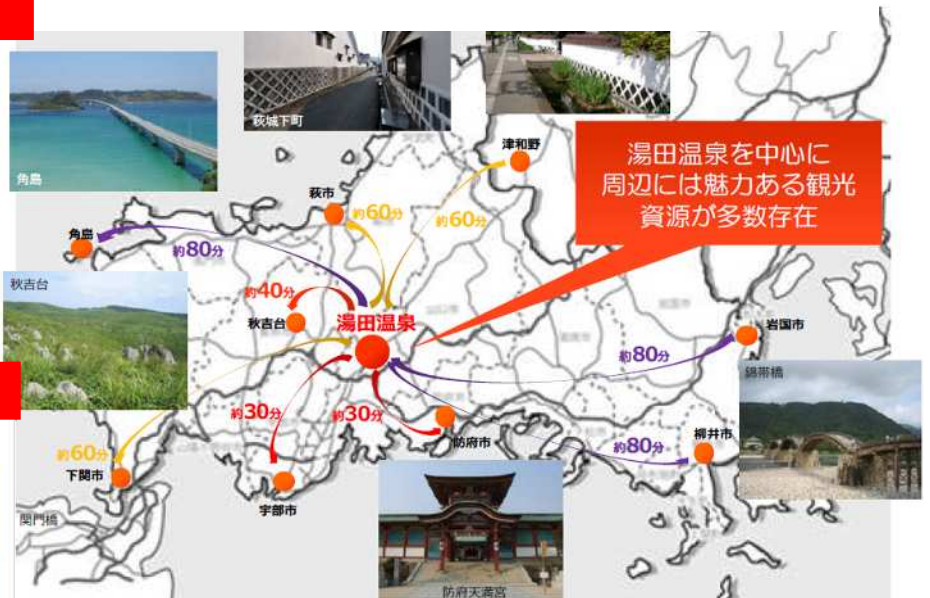 萩城下町
角島
津和野
湯田温泉を中心に
周辺には魅力ある観光
資源が多数存在
萩市
約60分
約60分
角島
約80分
秋吉台
約40分
秋吉台
湯田温泉
岩国市
約80分
錦帯橋
約30分
約30分
防府市
柳井市
約80分
約60分
下関市
宇部市
関門橋
防府天満宮